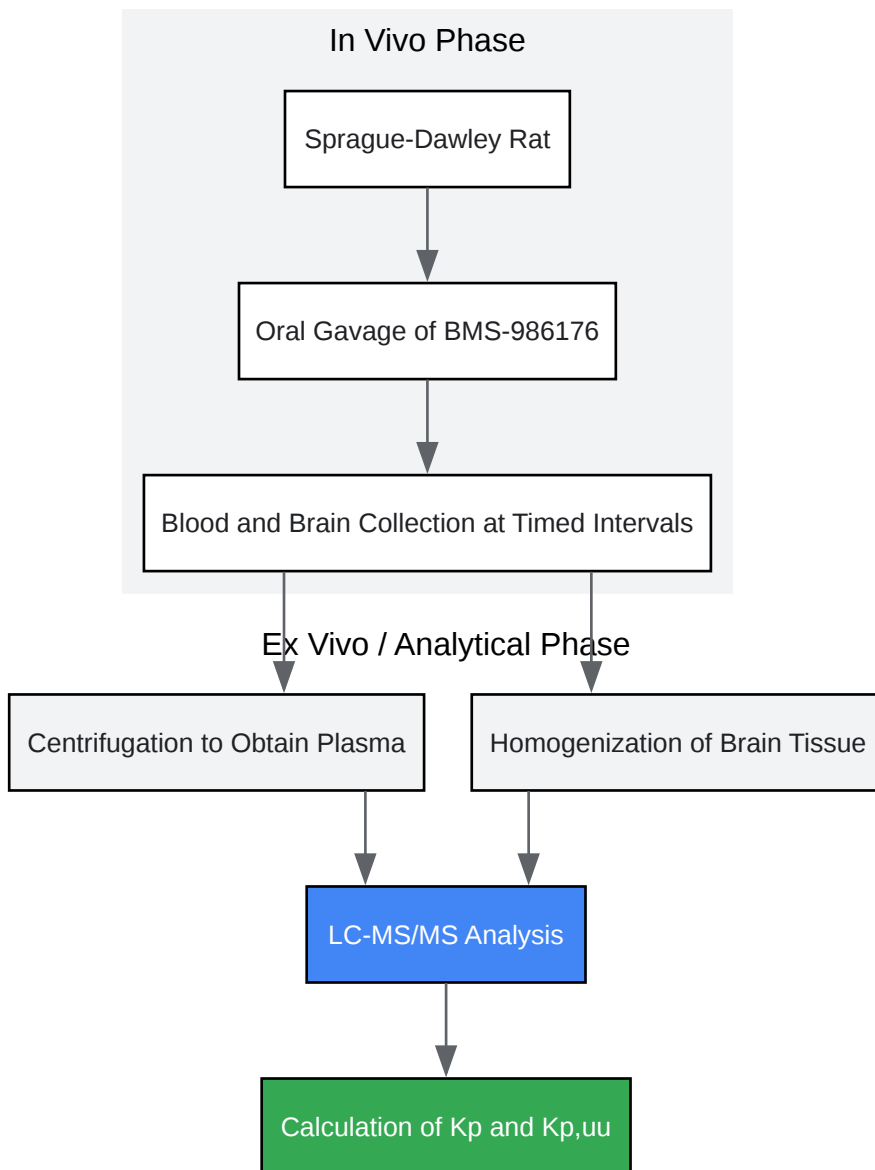 In Vivo Phase
Sprague-Dawley Rat
Oral Gavage of BMS-986176
Blood and Brain Collection at Timed Intervals
Ex Vivo / Analytical Phase
Centrifugation to Obtain Plasma
Homogenization of Brain Tissue
LC-MS/MS Analysis
Calculation of Kp and Kp,uu